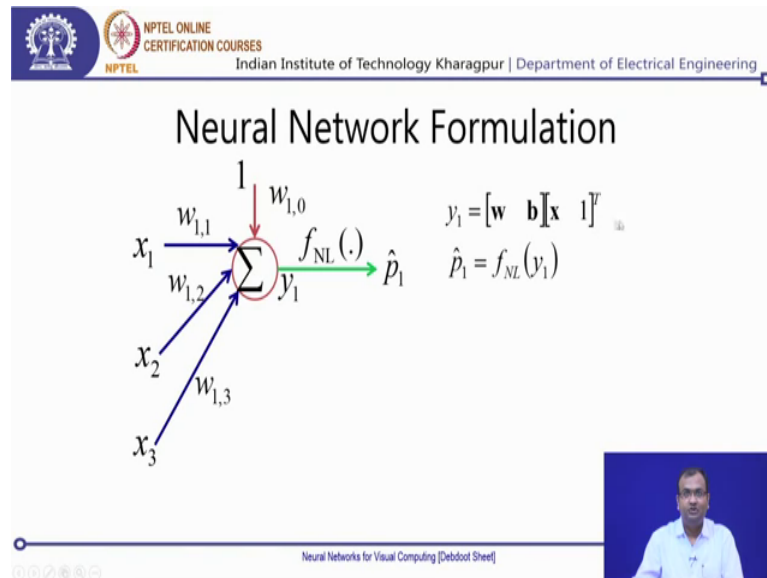 NPTEL ONLINE
CERTIFICATION COURSES
NPTEL
Indian Institute of Technology Kharagpur | Department of Electrical Engineering
Neural Network Formulation
1
w₁,₀
w₁,₁
x₁
f_NL(.)
Σ
y₁
p̂₁
w₁,₂
x₂
w₁,₃
x₃
y₁ = [w b][x 1]ᵀ
p̂₁ = f_NL(y₁)
Neural Networks for Visual Computing [Debdoot Sheet]